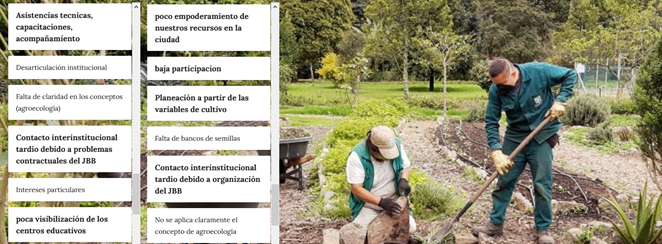 Asistencias tecnicas,
capacitaciones,
acompañamiento
Desarticulación institucional
Falta de claridad en los conceptos
(agroecología)
Contacto interinstitucional
tardío debido a problemas
contractuales del JBB
Intereses particulares
poca visibilización de los
centros educativos
poco empoderamiento de
nuestros recursos en la
ciudad
baja participacion
Planeación a partir de las
variables de cultivo
Falta de bancos de semillas
Contacto interinstitucional
tardío debido a organización
del JBB
No se aplica claramente el
concepto de agroecología